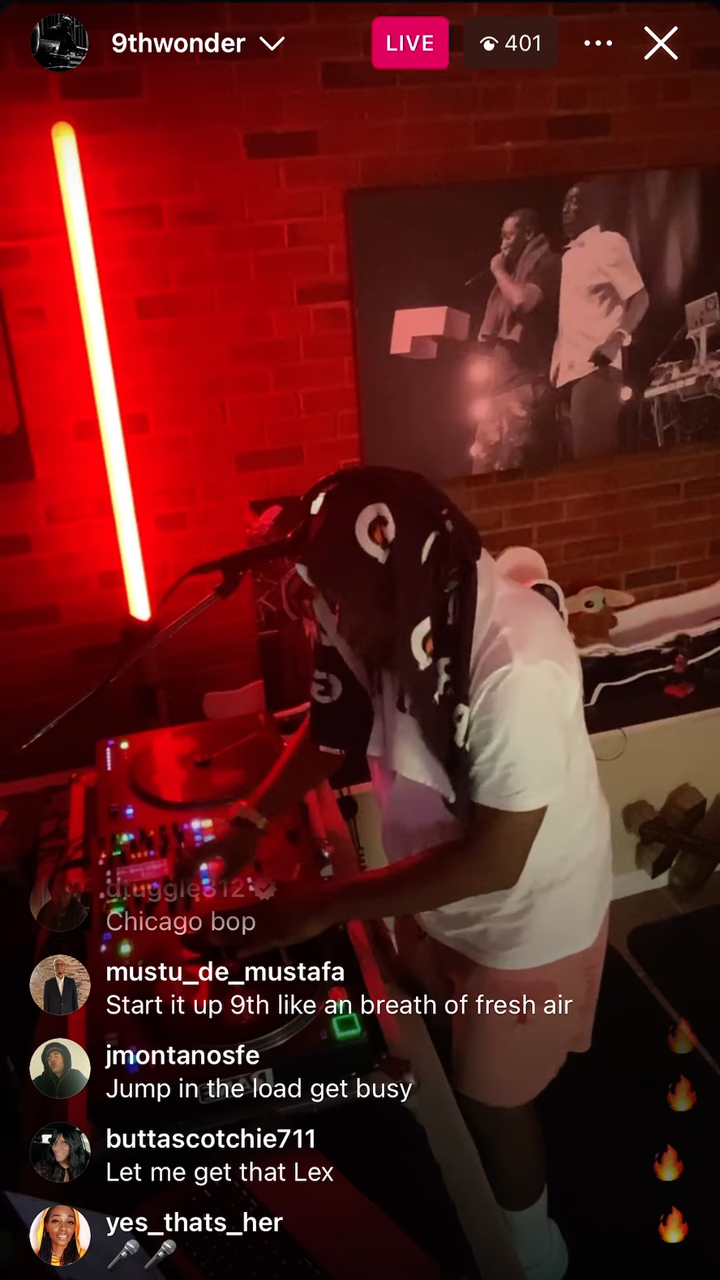 9thwonder
LIVE
401
dtuggle312
Chicago bop
mustu_de_mustafa
Start it up 9th like an breath of fresh air
jmontanosfe
Jump in the load get busy
buttascotchie711
Let me get that Lex
yes_thats_her
🎤🎤